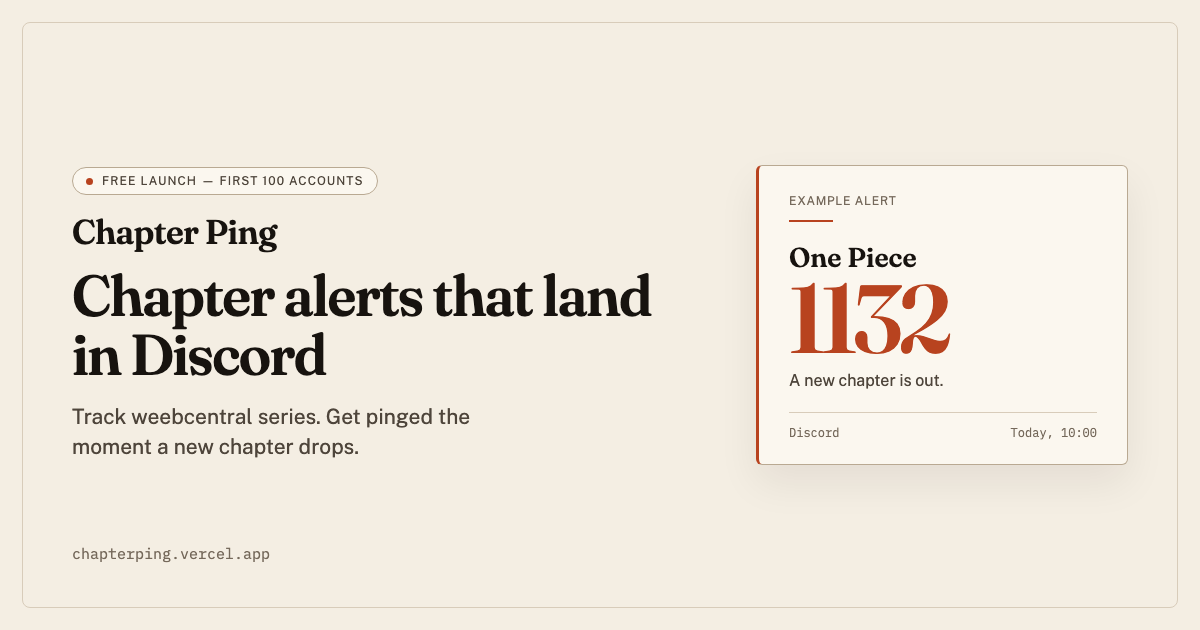 FREE LAUNCH — FIRST 100 ACCOUNTS
Chapter Ping
Chapter alerts that land
in Discord
Track weebcentral series. Get pinged the
moment a new chapter drops.
chapterping.vercel.app
EXAMPLE ALERT
One Piece
1132
A new chapter is out.
Discord
Today, 10:00